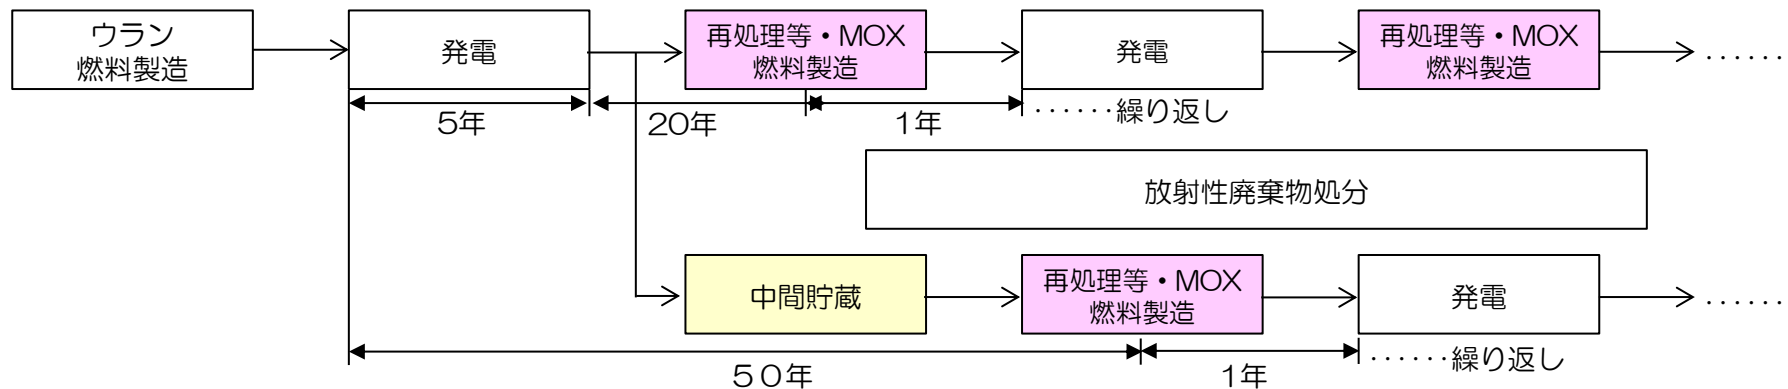 ウラン
燃料製造
発電
再処理等・MOX
燃料製造
発電
再処理等・MOX
燃料製造
・・・・・・
5年
20年
1年
・・・・・・繰り返し
放射性廃棄物処分
中間貯蔵
再処理等・MOX
燃料製造
発電
・・・・・・
５０年
1年
・・・・・・繰り返し